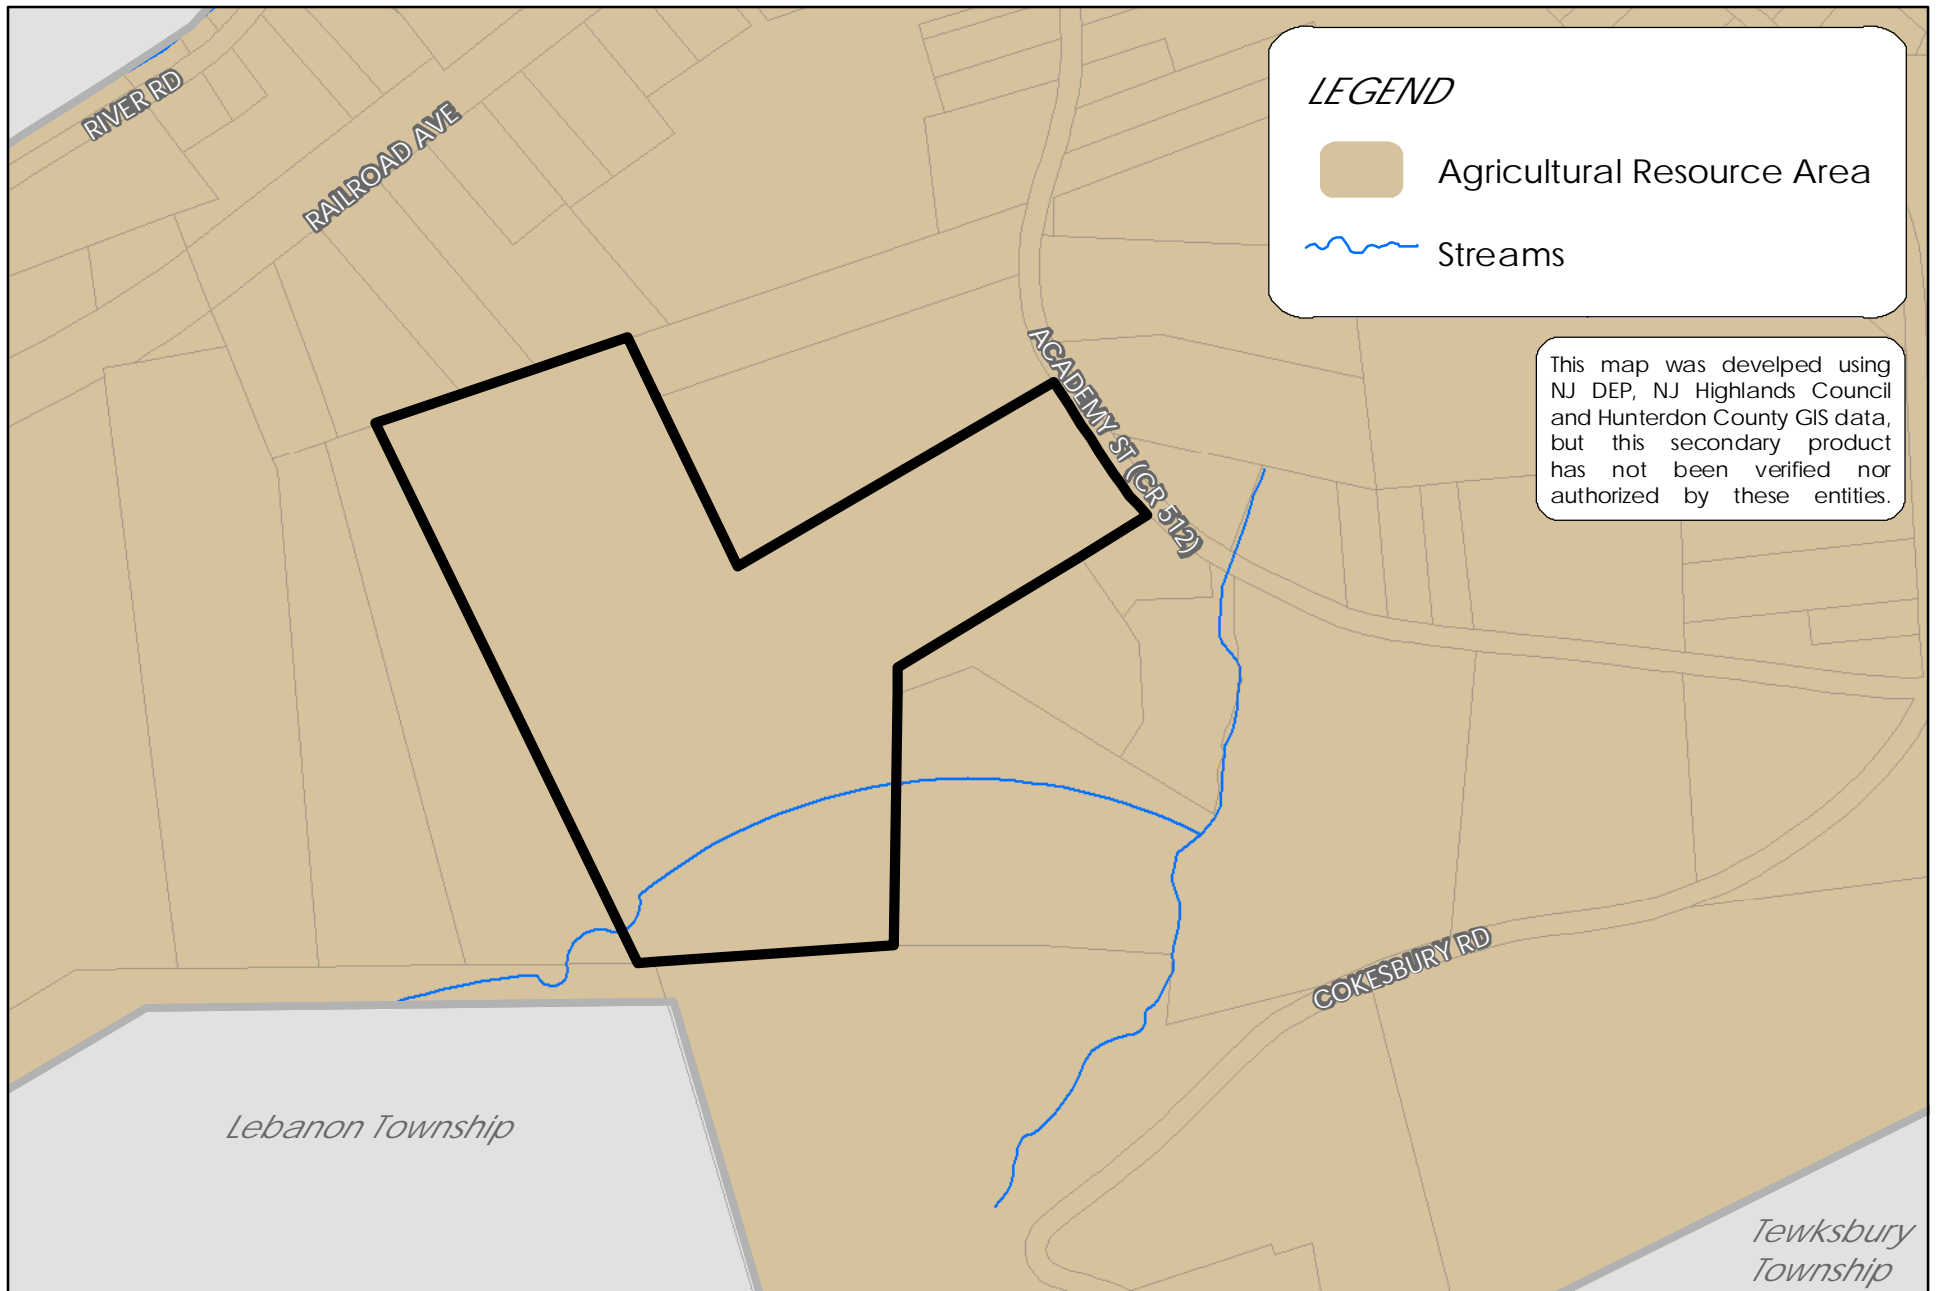 RIVER RD
RAILROAD AVE
LEGEND
Agricultural Resource Area
Streams
This map was develped using
NJ DEP, NJ Highlands Council
and Hunterdon County GIS data,
but this secondary product
has not been verified nor
authorized by these entities.
ACADEMY ST (CR 512)
COKESBURY RD
Lebanon Township
Tewksbury
Township